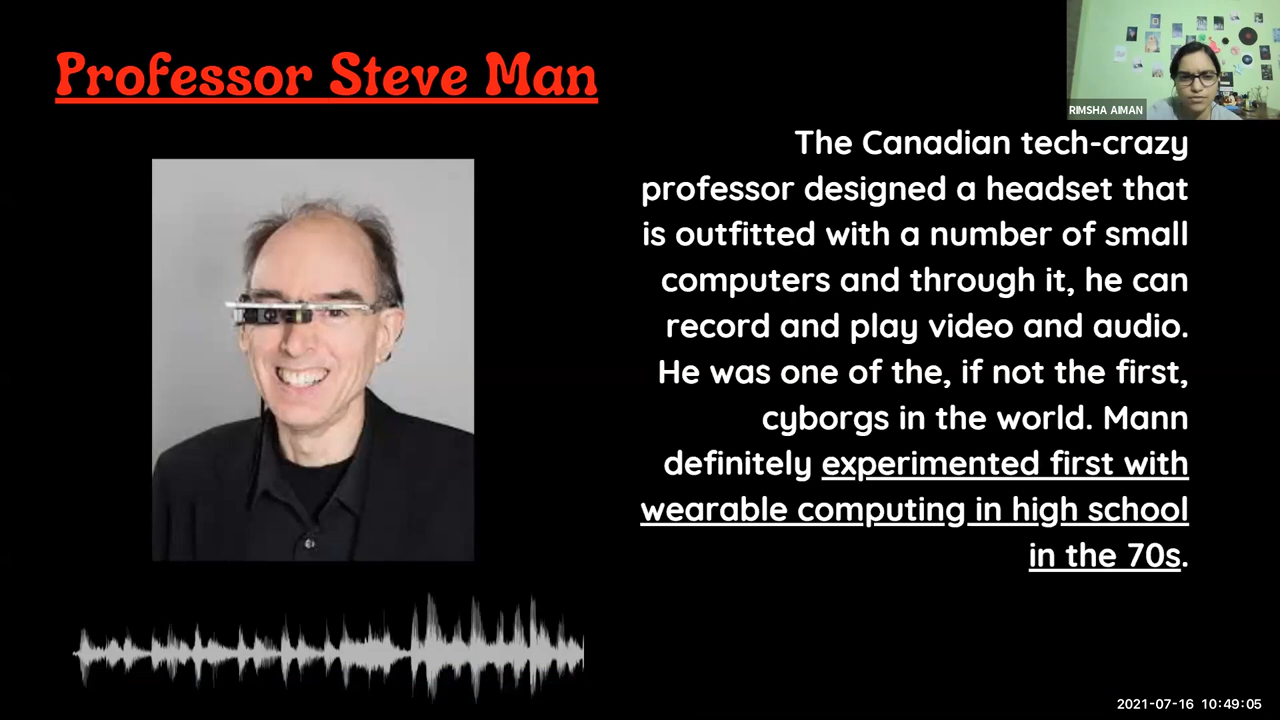 Professor Steve Man
RIMSHA AIMAN
The Canadian tech-crazy
professor designed a headset that
is outfitted with a number of small
computers and through it, he can
record and play video and audio.
He was one of the, if not the first,
cyborgs in the world. Mann
definitely experimented first with
wearable computing in high school
in the 70s.
2021-07-16 10:49:05